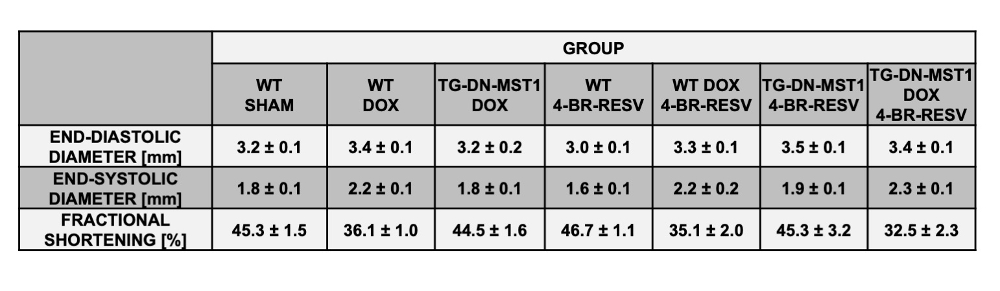 GROUP
WT
SHAM
WT
DOX
TG-DN-MST1
DOX
WT
4-BR-RESV
WT DOX
4-BR-RESV
TG-DN-MST1
4-BR-RESV
TG-DN-MST1
DOX
4-BR-RESV
END-DIASTOLIC
DIAMETER [mm]
3.2 ± 0.1
3.4 ± 0.1
3.2 ± 0.2
3.0 ± 0.1
3.3 ± 0.1
3.5 ± 0.1
3.4 ± 0.1
END-SYSTOLIC
DIAMETER [mm]
1.8 ± 0.1
2.2 ± 0.1
1.8 ± 0.1
1.6 ± 0.1
2.2 ± 0.2
1.9 ± 0.1
2.3 ± 0.1
FRACTIONAL
SHORTENING [%]
45.3 ± 1.5
36.1 ± 1.0
44.5 ± 1.6
46.7 ± 1.1
35.1 ± 2.0
45.3 ± 3.2
32.5 ± 2.3